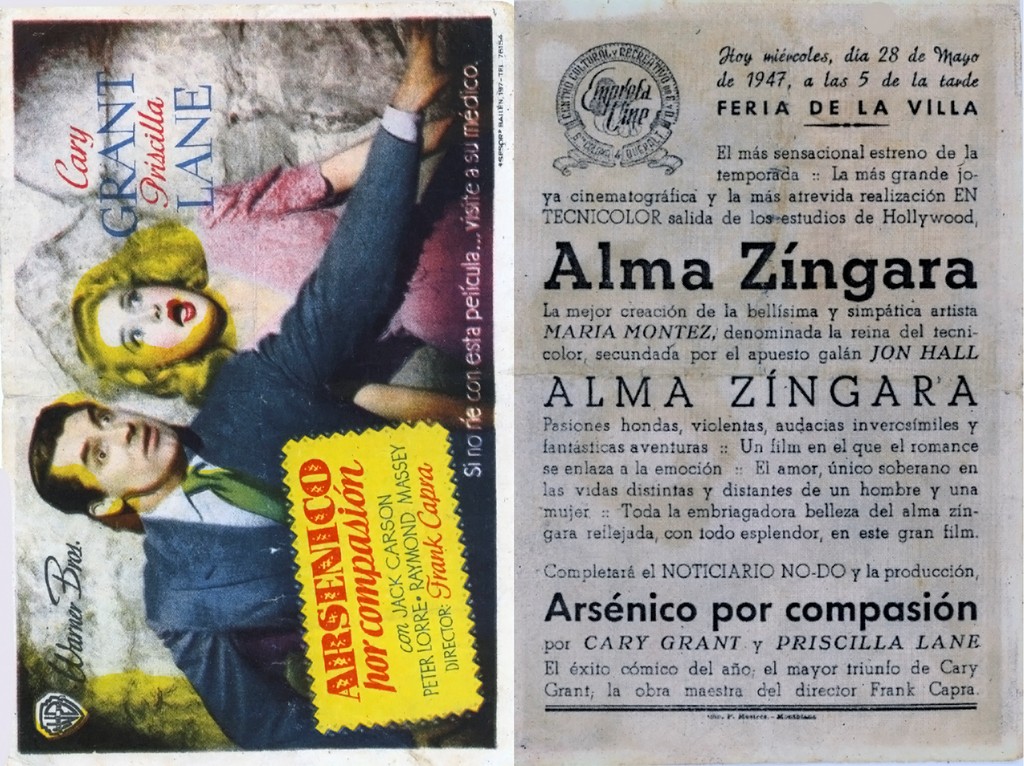 Warner Bros.
Cary
GRANT
Priscilla
LANE
ARSENICO
por compasión
con JACK CARSON
PETER LORRE · RAYMOND MASSEY
DIRECTOR: Frank Capra
Si no ríe con esta película... visite a su médico.
CENTRO CULTURAL Y RECREATIVO
Empresa
Cine
Hoy miércoles, día 28 de Mayo
de 1947, a las 5 de la tarde
FERIA DE LA VILLA
El más sensacional estreno de la
temporada :: La más grande jo-
ya cinematográfica y la más atrevida realización EN
TECNICOLOR salida de los estudios de Hollywood,
Alma Zíngara
La mejor creación de la bellísima y simpática artista
MARIA MONTEZ, denominada la reina del tecni-
color, secundada por el apuesto galán JON HALL
ALMA ZÍNGARA
Pasiones hondas, violentas, audacias inverosímiles y
fantásticas aventuras :: Un film en el que el romance
se enlaza a la emoción :: El amor, único soberano en
las vidas distintas y distantes de un hombre y una
mujer :: Toda la embriagadora belleza del alma zín-
gara reflejada, con todo esplendor, en este gran film.
Completará el NOTICIARIO NO-DO y la producción,
Arsénico por compasión
por CARY GRANT y PRISCILLA LANE
El éxito cómico del año; el mayor triunfo de Cary
Grant; la obra maestra del director Frank Capra.